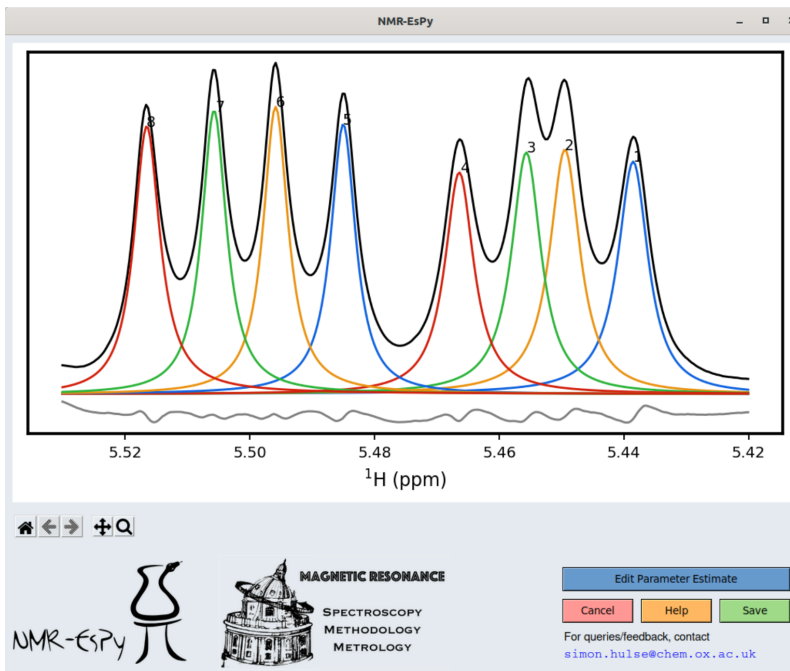 NMR-EsPy
8 7 6 5 4 3 2 1
5.52 5.50 5.48 5.46 5.44 5.42
¹H (ppm)
MAGNETIC RESONANCE
SPECTROSCOPY
METHODOLOGY
METROLOGY
NMR-EsPy
Edit Parameter Estimate
Cancel Help Save
For queries/feedback, contact
simon.hulse@chem.ox.ac.uk